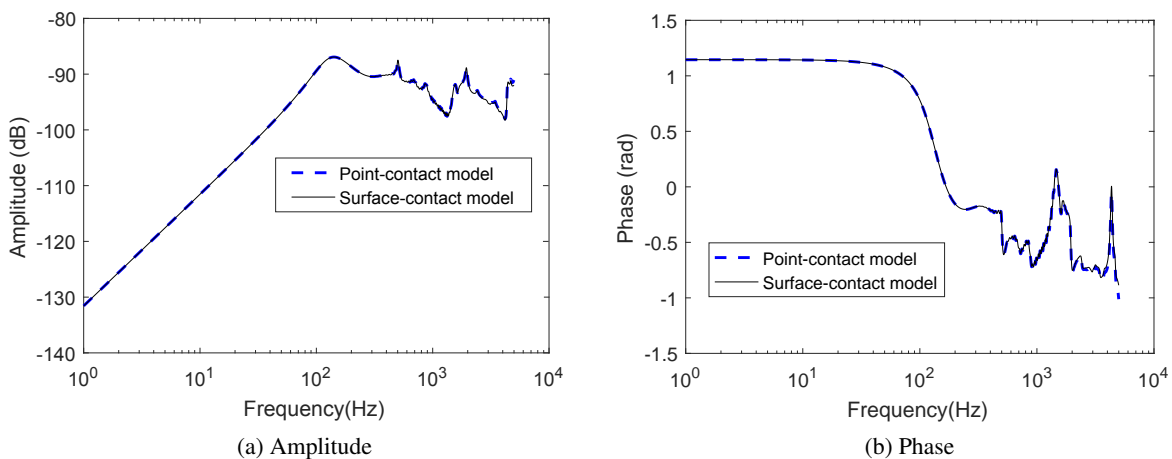 -80
-90
-100
-110
-120
-130
-140
Amplitude (dB)
Point-contact model
Surface-contact model
10^0
10^1
10^2
10^3
10^4
Frequency(Hz)
(a) Amplitude
1.5
1
0.5
0
-0.5
-1
-1.5
Phase (rad)
Point-contact model
Surface-contact model
10^0
10^1
10^2
10^3
10^4
Frequency(Hz)
(b) Phase